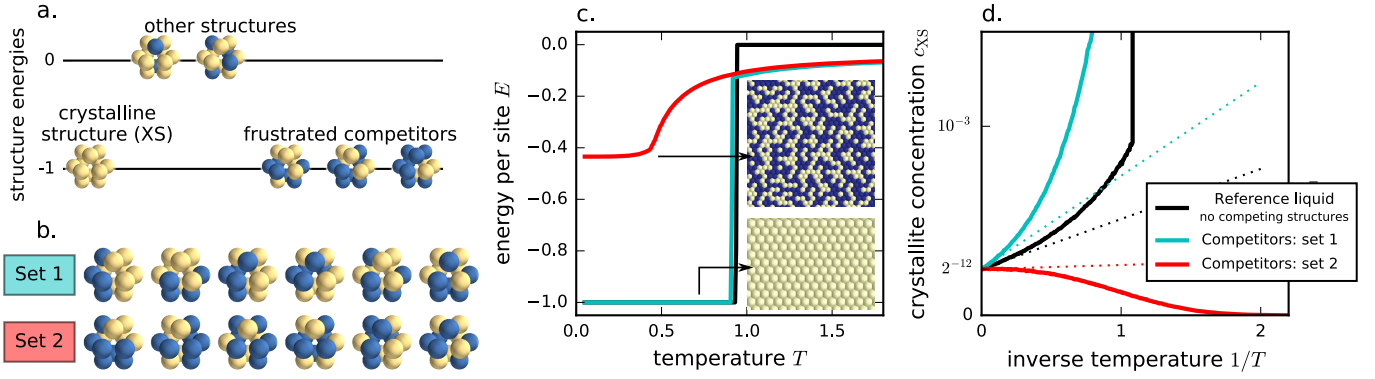 a.
structure energies
other structures
0
crystalline
structure (XS)
frustrated competitors
-1
b.
Set 1
Set 2
c.
energy per site E
0.0
−0.2
−0.4
−0.6
−0.8
−1.0
0.0
0.5
1.0
1.5
temperature T
d.
crystallite concentration c_XS
10⁻³
2⁻¹²
0
0
1
2
inverse temperature 1/T
Reference liquid
no competing structures
Competitors: set 1
Competitors: set 2